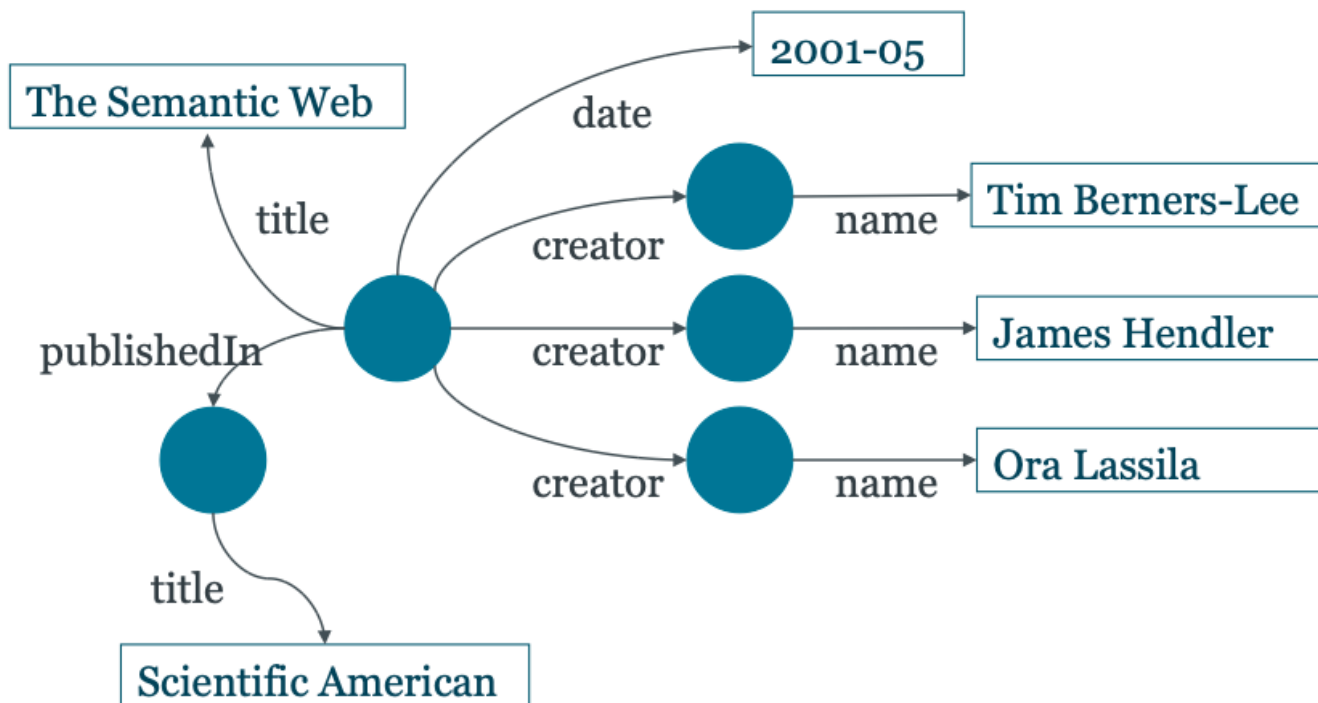 2001-05
The Semantic Web
date
title
Tim Berners-Lee
creator
name
publishedIn
James Hendler
creator
name
Ora Lassila
creator
name
title
Scientific American